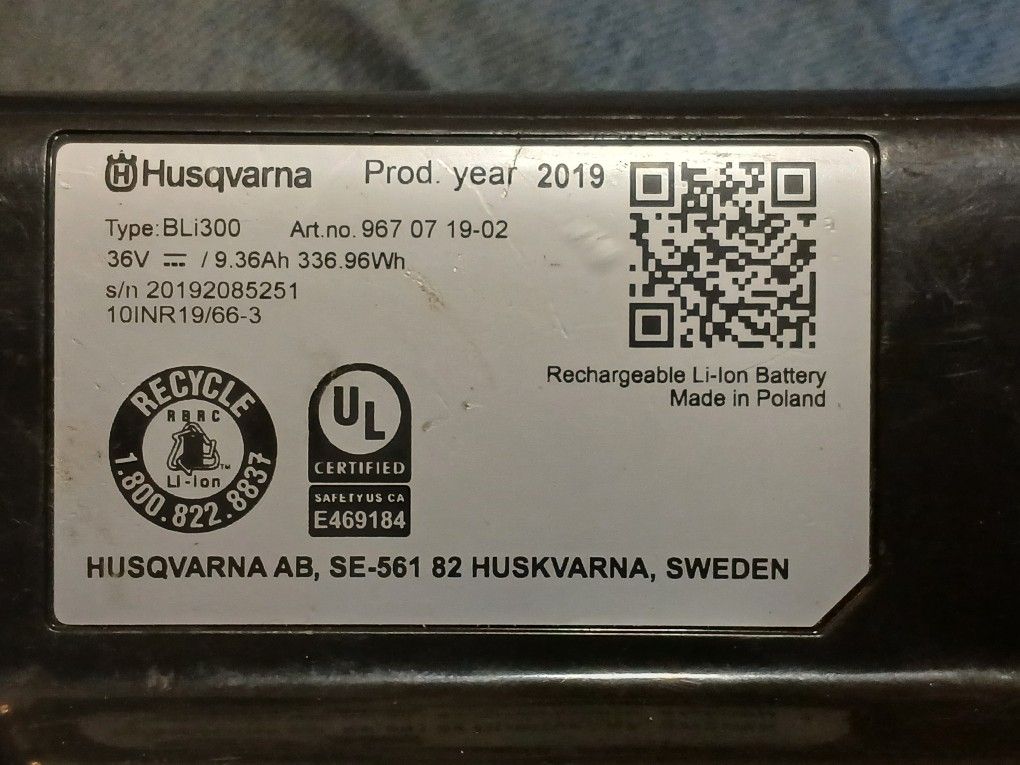 Husqvarna Prod. year 2019
Type:BLi300 Art.no. 967 07 19-02
36V ⎓ / 9.36Ah 336.96Wh
s/n 20192085251
10INR19/66-3
Rechargeable Li-Ion Battery
Made in Poland
RECYCLE
RBRC
TM
Li-Ion
1.800.822.8837
UL
CERTIFIED
SAFETY US CA
E469184
HUSQVARNA AB, SE-561 82 HUSKVARNA, SWEDEN